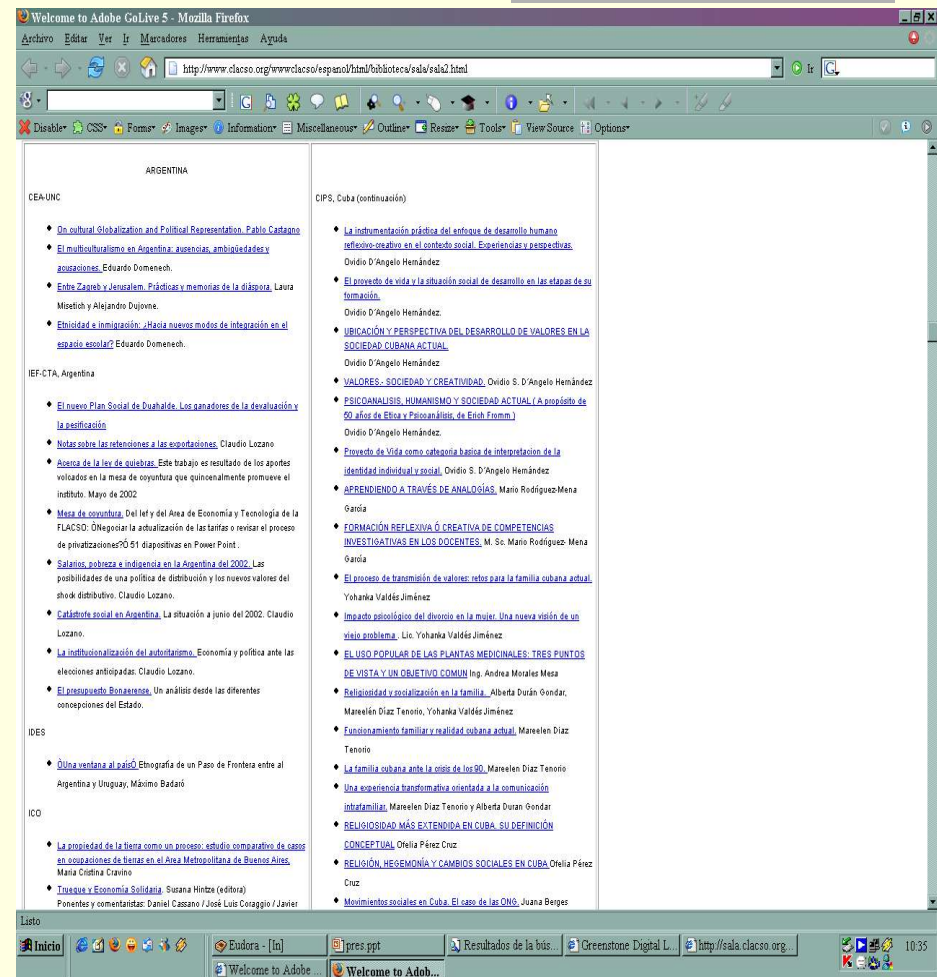 Welcome to Adobe GoLive 5 - Mozilla Firefox
Archivo Editar Ver Ir Marcadores Herramientas Ayuda
http://www.clacso.org/wwwclacso/espanol/html/biblioteca/sala/sala2.html
Ir
Disable CSS Forms Images Information Miscellaneous Outline Resize Tools View Source Options
ARGENTINA
CEA-UNC
On cultural Globalization and Political Representation. Pablo Castagno
El multiculturalismo en Argentina: ausencias, ambigüedades y
acusaciones. Eduardo Domenech.
Entre Zagreb y Jerusalem. Prácticas y memorias de la diáspora. Laura
Misetich y Alejandro Dujovne.
Etnicidad e inmigración: ¿Hacia nuevos modos de integración en el
espacio escolar? Eduardo Domenech.
IEF-CTA, Argentina
El nuevo Plan Social de Duahalde. Los ganadores de la devaluación y
la pesificación
Notas sobre las retenciones a las exportaciones. Claudio Lozano
Acerca de la ley de quiebras. Este trabajo es resultado de los aportes
volcados en la mesa de coyuntura que quincenalmente promueve el
instituto. Mayo de 2002
Mesa de coyuntura. Del Ief y del Area de Economía y Tecnología de la
FLACSO: ÒNegociar la actualización de las tarifas o revisar el proceso
de privatizaciones?Ó 51 diapositivas en Power Point .
Salarios, pobreza e indigencia en la Argentina del 2002. Las
posibilidades de una política de distribución y los nuevos valores del
shock distributivo. Claudio Lozano.
Catástrofe social en Argentina. La situación a junio del 2002. Claudio
Lozano.
La institucionalización del autoritarismo. Economía y política ante las
elecciones anticipadas. Claudio Lozano.
El presupuesto Bonaerense. Un análisis desde las diferentes
concepciones del Estado.
IDES
ÒUna ventana al paísÓ Etnografía de un Paso de Frontera entre al
Argentina y Uruguay, Máximo Badaró
ICO
La propiedad de la tierra como un proceso: estudio comparativo de casos
en ocupaciones de tierras en el Area Metropolitana de Buenos Aires,
Maria Cristina Cravino
Trueque y Economía Solidaria. Susana Hintze (editora)
Ponentes y comentaristas: Daniel Cassano / José Luis Coraggio / Javier
CIPS, Cuba (continuación)
La instrumentación práctica del enfoque de desarrollo humano
reflexivo-creativo en el contexto social. Experiencias y perspectivas.
Ovidio D´Angelo Hernández
El proyecto de vida y la situación social de desarrollo en las etapas de su
formación.
Ovidio D´Angelo Hernández.
UBICACIÓN Y PERSPECTIVA DEL DESARROLLO DE VALORES EN LA
SOCIEDAD CUBANA ACTUAL.
Ovidio D´Angelo Hernández
VALORES.- SOCIEDAD Y CREATIVIDAD. Ovidio S. D´Angelo Hernández
PSICOANALISIS, HUMANISMO Y SOCIEDAD ACTUAL ( A propósito de
50 años de Etica y Psicoanálisis, de Erich Fromm )
Ovidio D´Angelo Hernández.
Proyecto de Vida como categoria basica de interpretacion de la
identidad individual y social. Ovidio S. D´Angelo Hernández
APRENDIENDO A TRAVÉS DE ANALOGÍAS. Mario Rodríguez-Mena
García
FORMACIÓN REFLEXIVA Ó CREATIVA DE COMPETENCIAS
INVESTIGATIVAS EN LOS DOCENTES. M. Sc. Mario Rodríguez- Mena
García
El proceso de transmisión de valores: retos para la familia cubana actual.
Yohanka Valdés Jiménez
Impacto psicológico del divorcio en la mujer. Una nueva visión de un
viejo problema . Lic. Yohanka Valdés Jiménez
EL USO POPULAR DE LAS PLANTAS MEDICINALES: TRES PUNTOS
DE VISTA Y UN OBJETIVO COMUN Ing. Andrea Morales Mesa
Religiosidad y socialización en la familia. Alberta Durán Gondar,
Mareelén Díaz Tenorio, Yohanka Valdés Jiménez
Funcionamiento familiar y realidad cubana actual. Mareelen Diaz
Tenorio
La familia cubana ante la crisis de los 90. Mareelen Díaz Tenorio
Una experiencia transformativa orientada a la comunicación
intrafamiliar. Mareelen Díaz Tenorio y Alberta Duran Gondar
RELIGIOSIDAD MÁS EXTENDIDA EN CUBA. SU DEFINICIÓN
CONCEPTUAL Ofelia Pérez Cruz
RELIGIÓN, HEGEMONÍA Y CAMBIOS SOCIALES EN CUBA Ofelia Pérez
Cruz
Movimientos sociales en Cuba. El caso de las ONG. Juana Berges
Listo
Inicio
Eudora - [In]
pres.ppt
Resultados de la bús...
Greenstone Digital L...
http://sala.clacso.org...
10:35
Welcome to Adobe ...
Welcome to Adob...